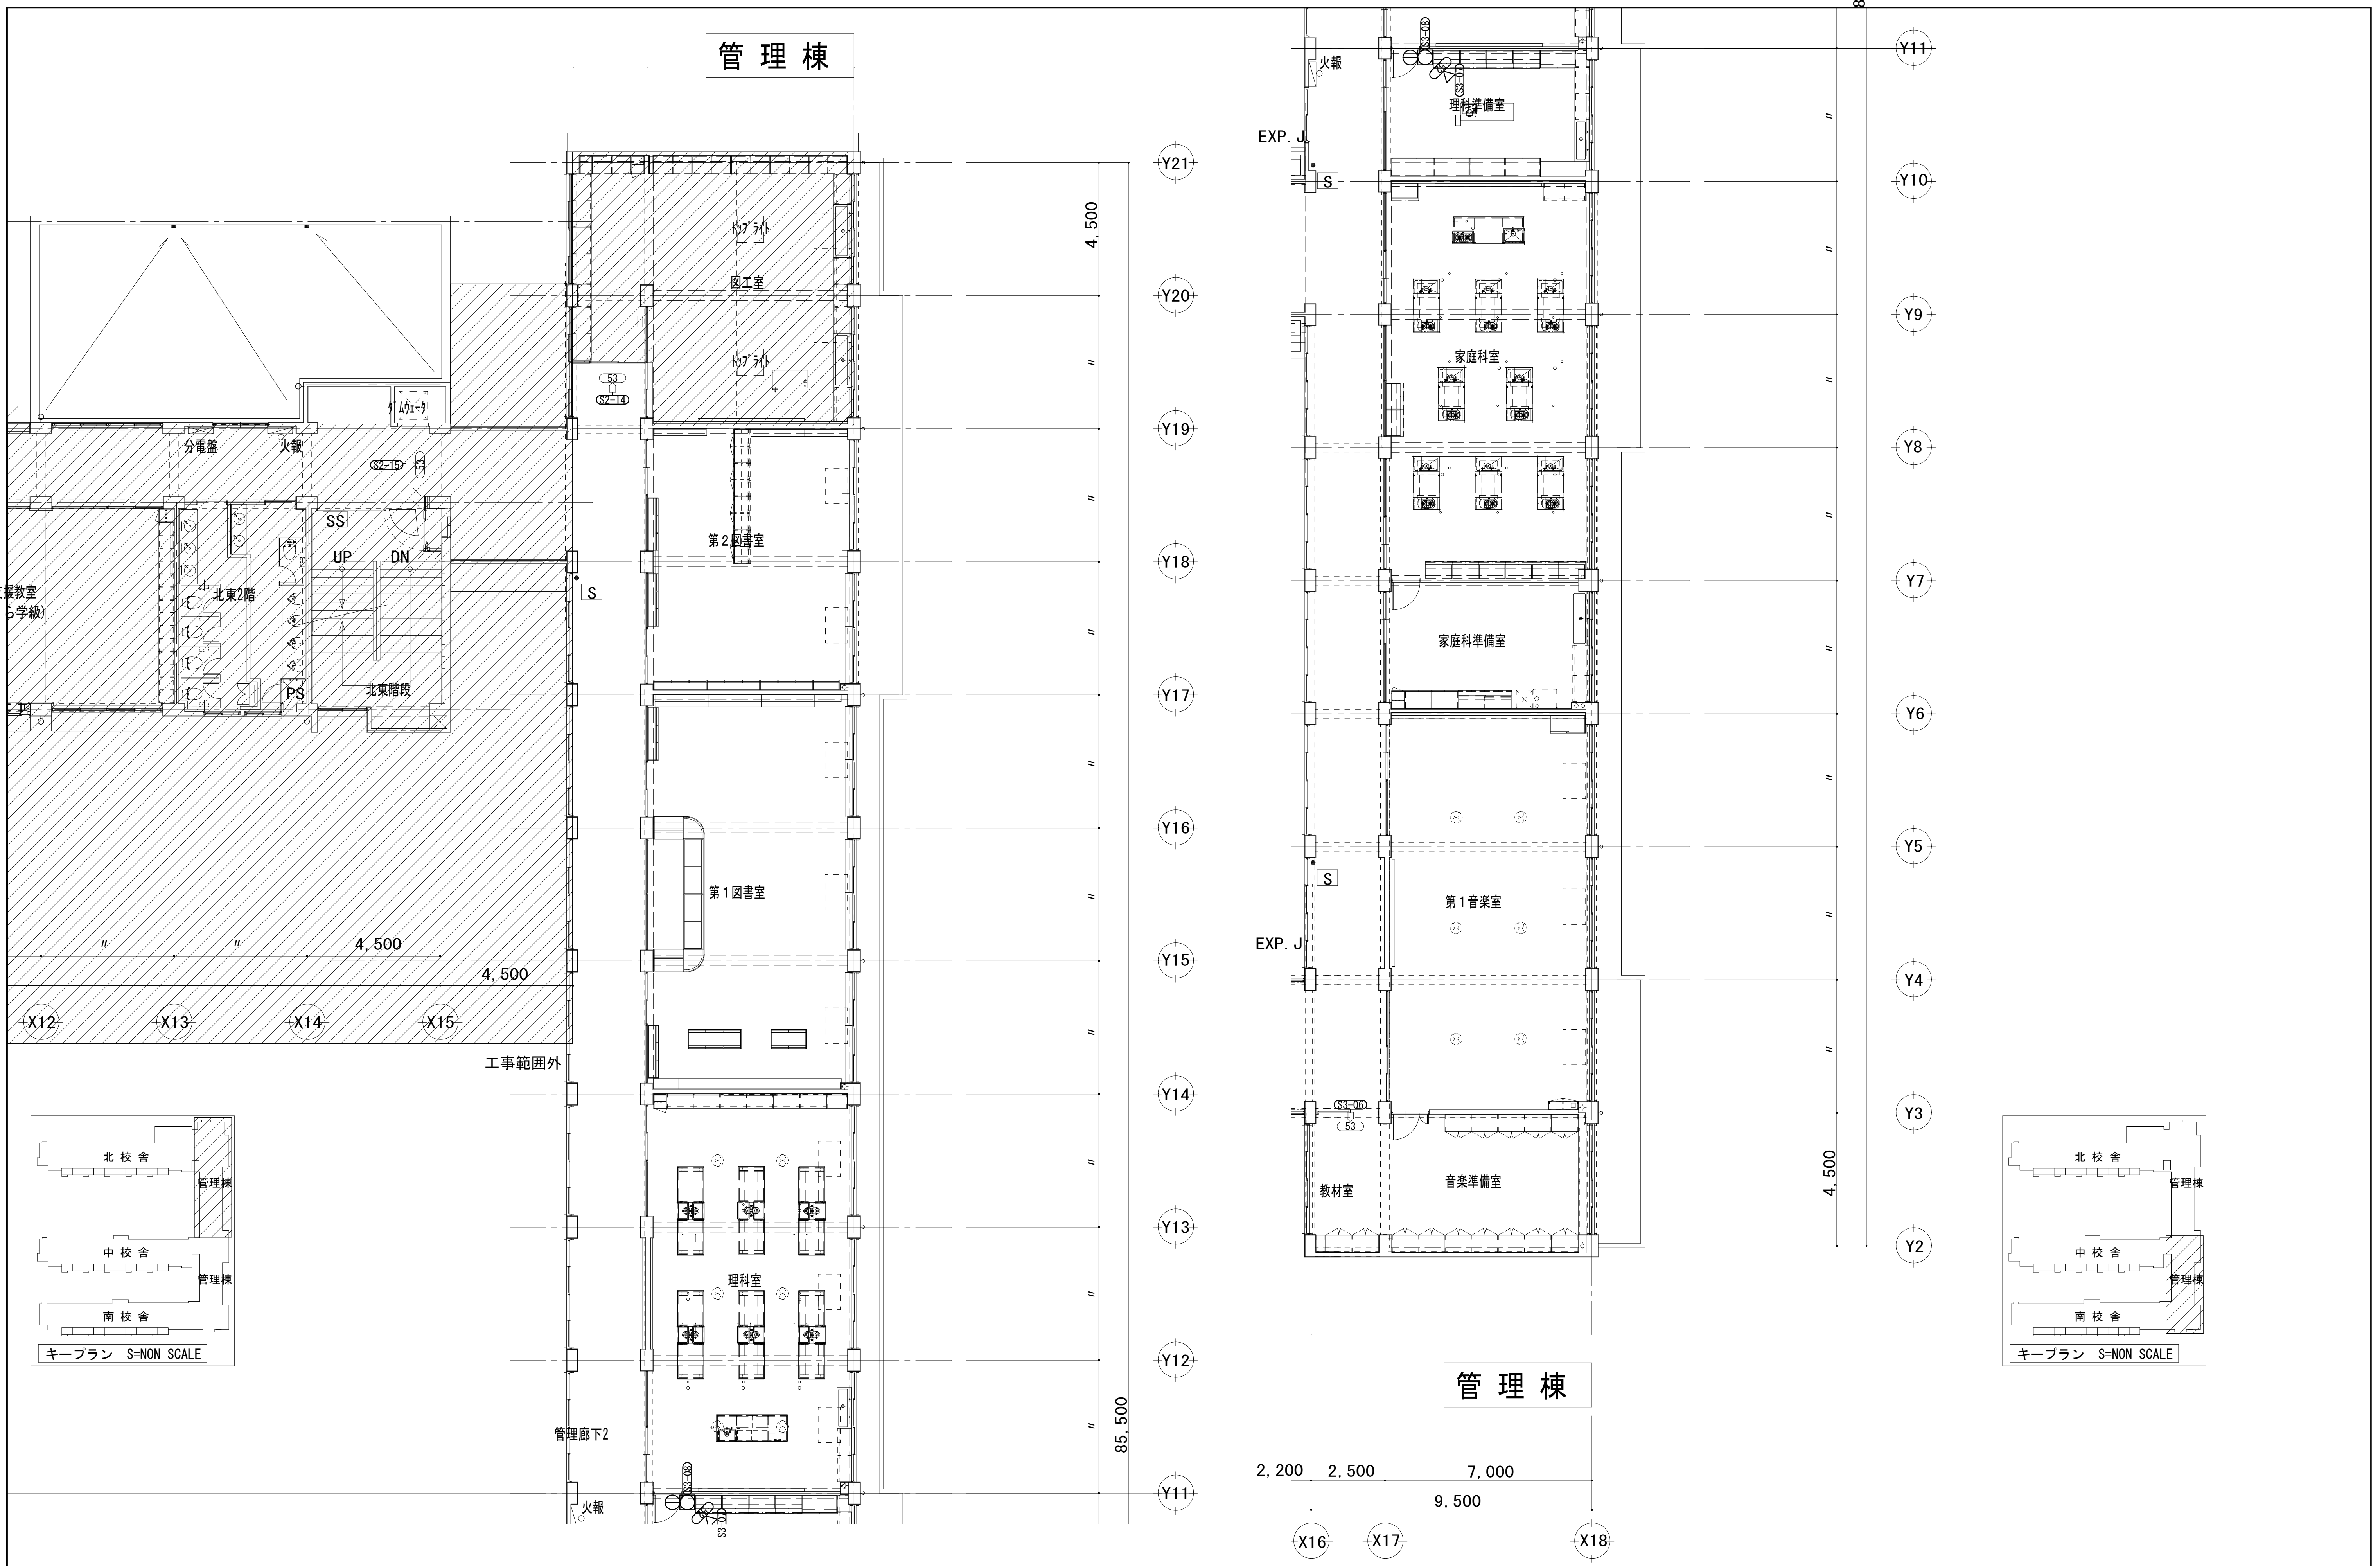 管理棟
Y21
4,500
トップライト
図工室
Y20
〃
トップライト
53
S2-14
ダムウェータ
Y19
分電盤
火報
S2-15
53
〃
SS
UP
DN
第2図書室
Y18
S
北東2階
〃
PS
北東階段
Y17
〃
Y16
第1図書室
〃
〃
〃
4,500
Y15
4,500
X12
X13
X14
X15
〃
工事範囲外
Y14
〃
北校舎
管理棟
中校舎
管理棟
南校舎
キープラン S=NON SCALE
Y13
理科室
〃
Y12
〃
85,500
管理廊下2
S3-08
Y11
火報
S3-08
Y11
火報
理科準備室
〃
EXP.J
S
Y10
〃
Y9
家庭科室
〃
Y8
〃
Y7
家庭科準備室
〃
Y6
〃
Y5
S
第1音楽室
〃
EXP.J
Y4
〃
S3-06
53
Y3
4,500
教材室
音楽準備室
Y2
北校舎
管理棟
中校舎
管理棟
南校舎
キープラン S=NON SCALE
管理棟
2,200
2,500
7,000
9,500
X16
X17
X18